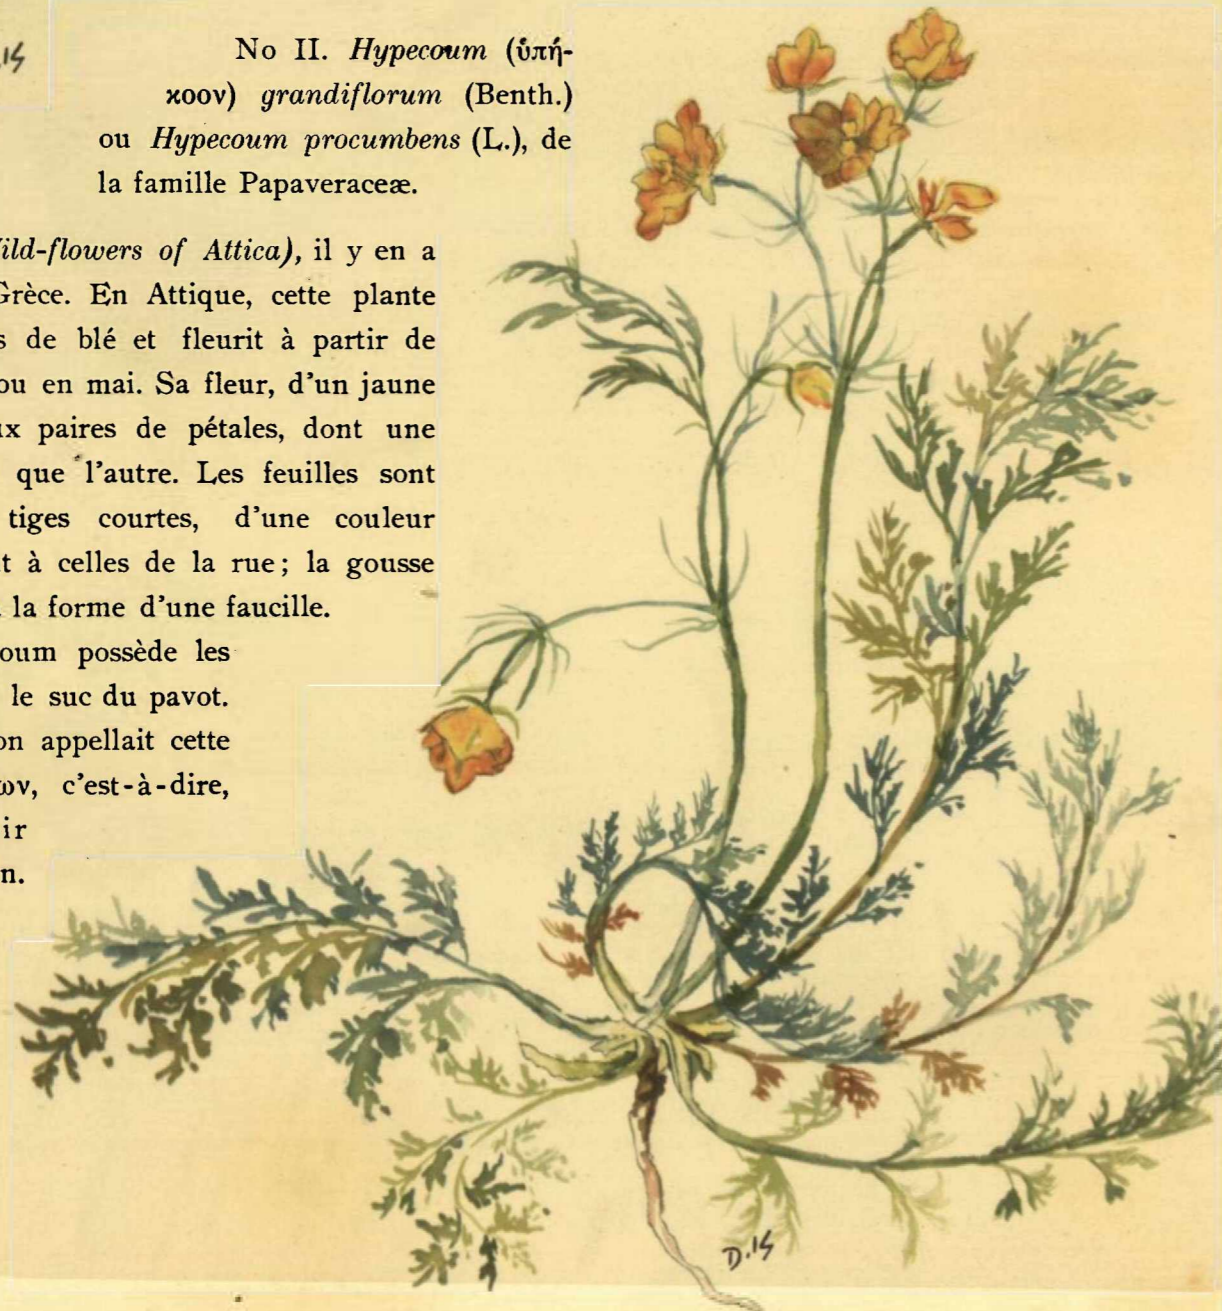 No II. Hypecoum (ὑπή-
κοον) grandiflorum (Benth.)
ou Hypecoum procumbens (L.), de
la famille Papaveraceæ.
ild-flowers of Attica), il y en a
Grèce. En Attique, cette plante
s de blé et fleurit à partir de
ou en mai. Sa fleur, d'un jaune
ux paires de pétales, dont une
que l'autre. Les feuilles sont
tiges courtes, d'une couleur
t à celles de la rue; la gousse
la forme d'une faucille.
oum possède les
le suc du pavot.
on appellait cette
ων, c'est-à-dire,
ir
n.